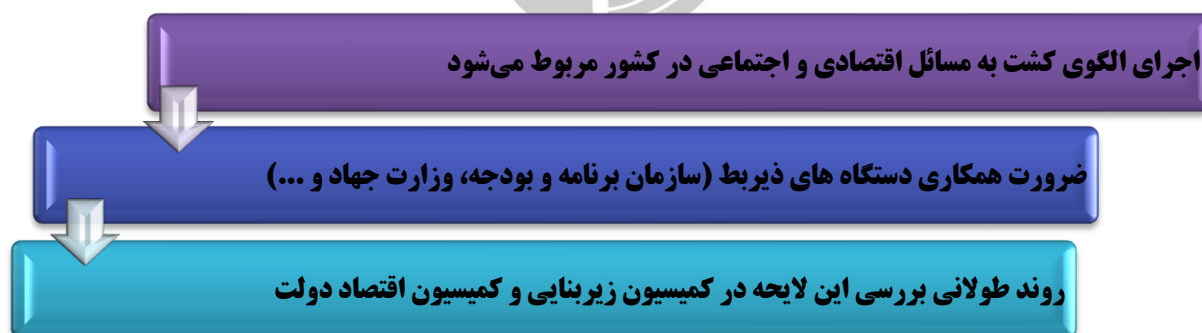 اجرای الگوی کشت به مسائل اقتصادی و اجتماعی در کشور مربوط می‌شود
ضرورت همکاری دستگاه های ذیربط (سازمان برنامه و بودجه، وزارت جهاد و ...)
روند طولانی بررسی این لایحه در کمیسیون زیربنایی و کمیسیون اقتصاد دولت